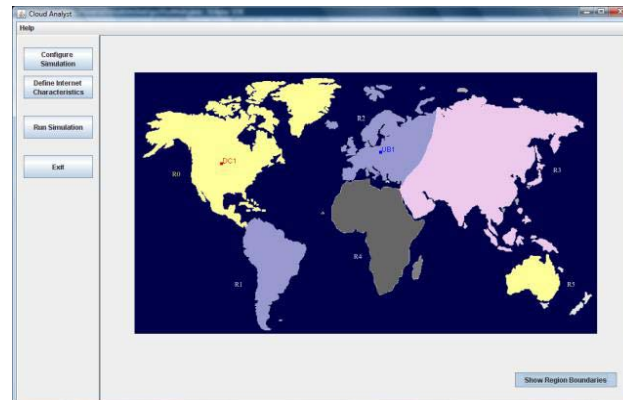 Cloud Analyst
Help
Configure
Simulation
Define Internet
Characteristics
Run Simulation
Exit
R0
DC1
R1
R2
UB1
R3
R4
R5
Show Region Boundaries